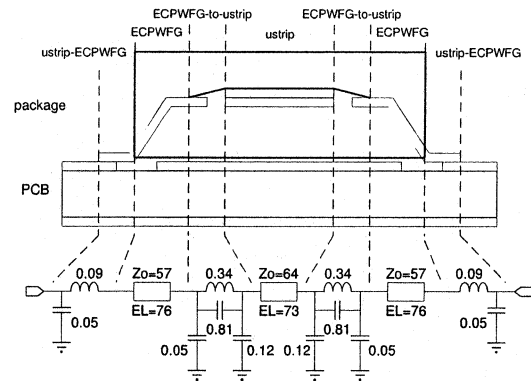 ECPWFG-to-ustrip ECPWFG-to-ustrip
ECPWFG ustrip ECPWFG
ustrip-ECPWFG ustrip-ECPWFG
package
PCB
0.09 Zo=57 0.34 Zo=64 0.34 Zo=57 0.09
EL=76 EL=73 EL=76
0.05 0.81 0.81 0.05
0.05 0.12 0.12 0.05